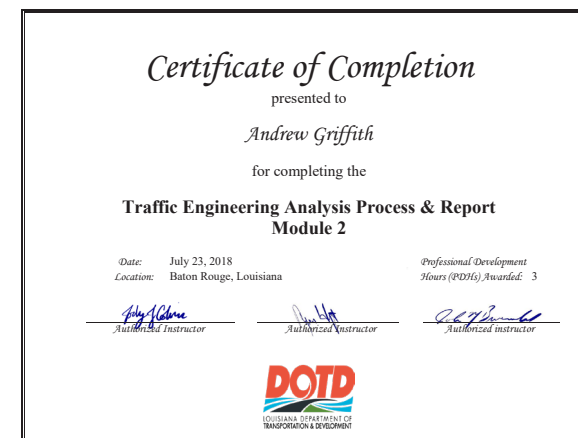 Certificate of Completion
presented to
Andrew Griffith
for completing the
Traffic Engineering Analysis Process & Report
Module 2
Date: July 23, 2018
Location: Baton Rouge, Louisiana
Professional Development
Hours (PDHs) Awarded: 3
Authorized Instructor
Authorized Instructor
Authorized instructor
DOTD
LOUISIANA DEPARTMENT OF
TRANSPORTATION & DEVELOPMENT